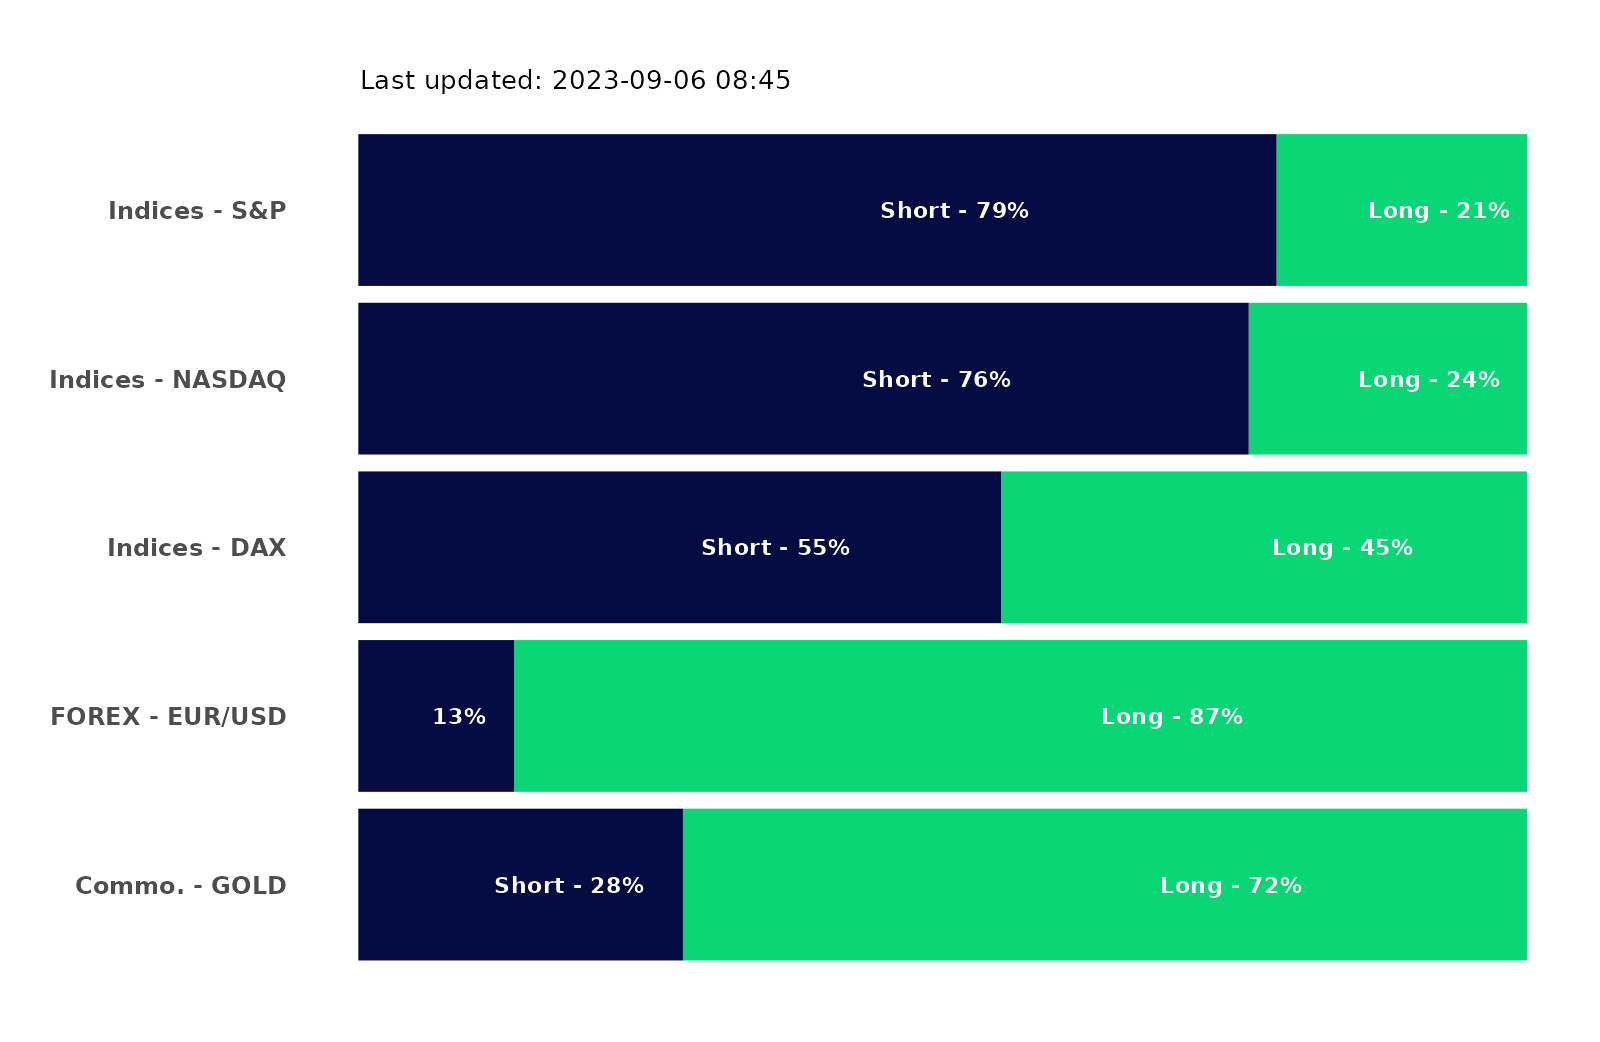 Last updated: 2023-09-06 08:45
Indices - S&P Short - 79% Long - 21%
Indices - NASDAQ Short - 76% Long - 24%
Indices - DAX Short - 55% Long - 45%
FOREX - EUR/USD 13% Long - 87%
Commo. - GOLD Short - 28% Long - 72%